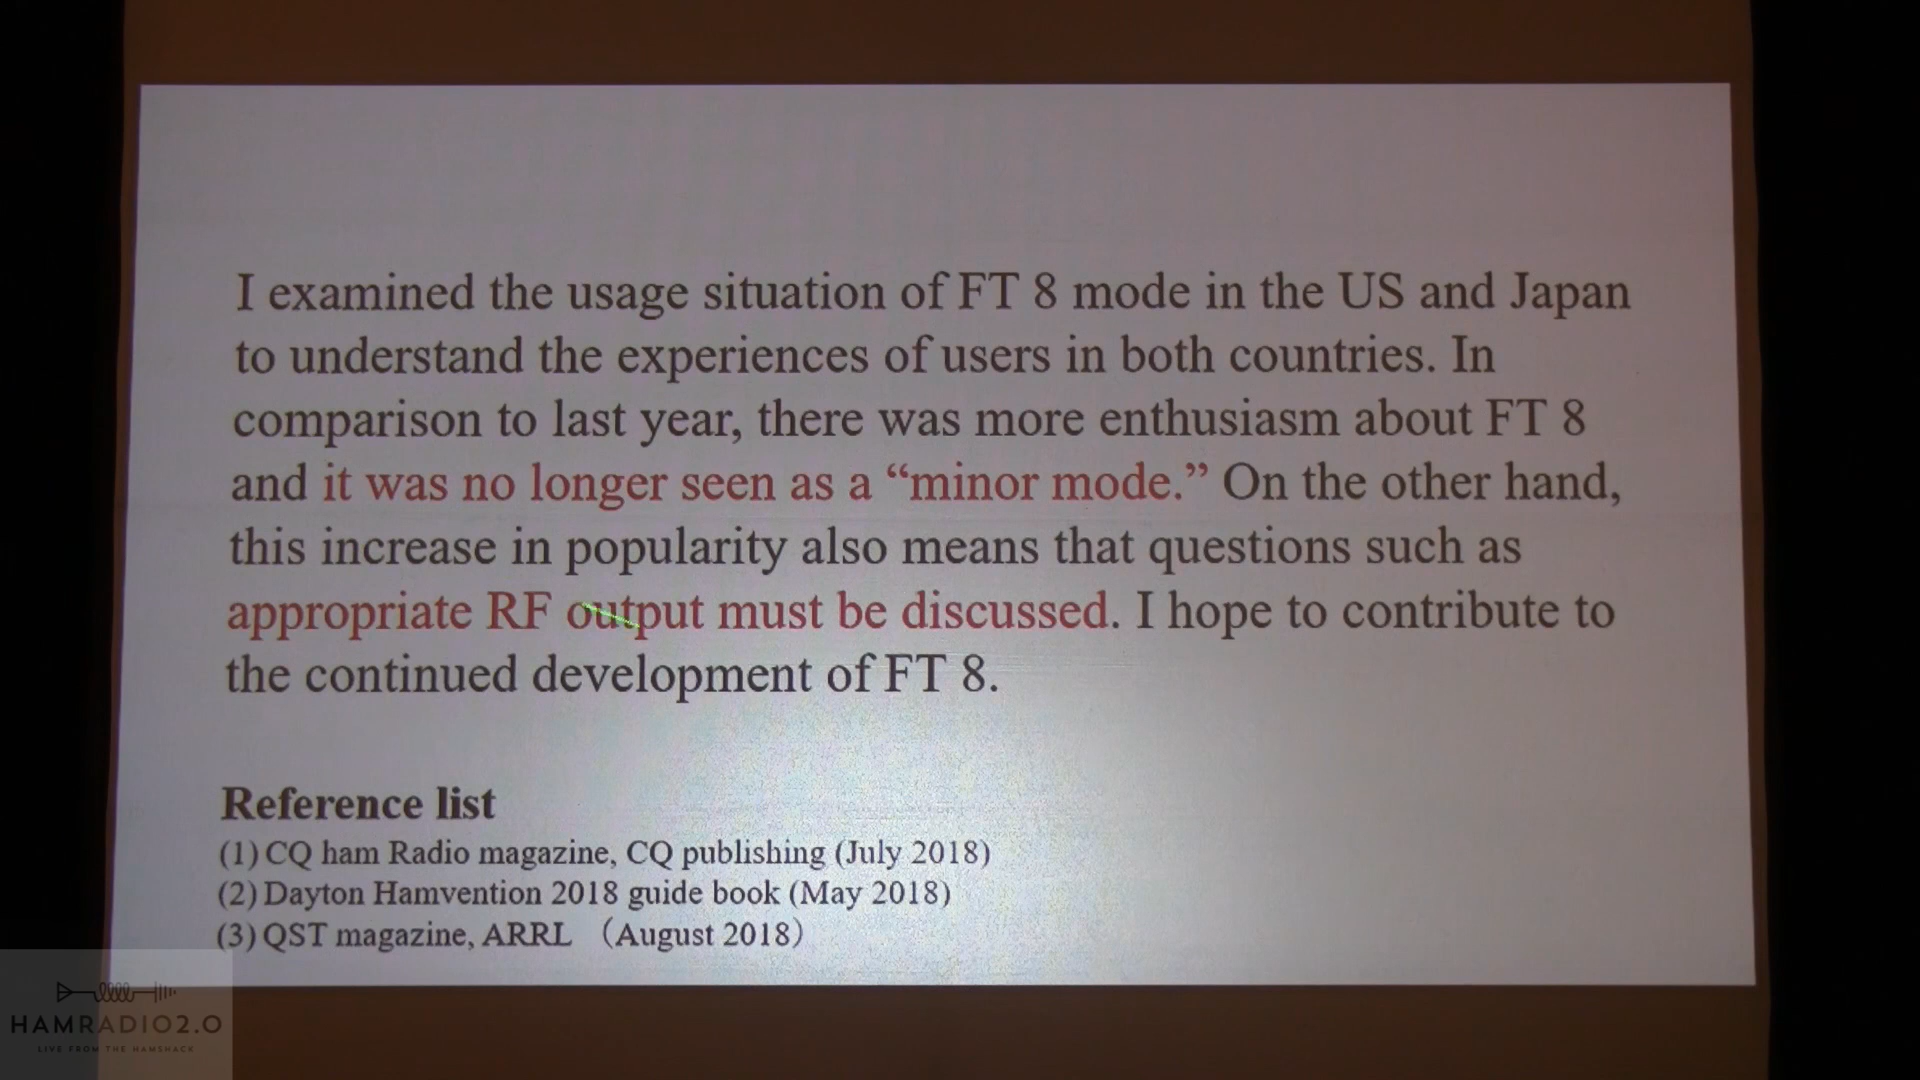 I examined the usage situation of FT 8 mode in the US and Japan
to understand the experiences of users in both countries. In
comparison to last year, there was more enthusiasm about FT 8
and it was no longer seen as a “minor mode.” On the other hand,
this increase in popularity also means that questions such as
appropriate RF output must be discussed. I hope to contribute to
the continued development of FT 8.
Reference list
(1) CQ ham Radio magazine, CQ publishing (July 2018)
(2) Dayton Hamvention 2018 guide book (May 2018)
(3) QST magazine, ARRL （August 2018）
HAMRADIO2.0
LIVE FROM THE HAMSHACK